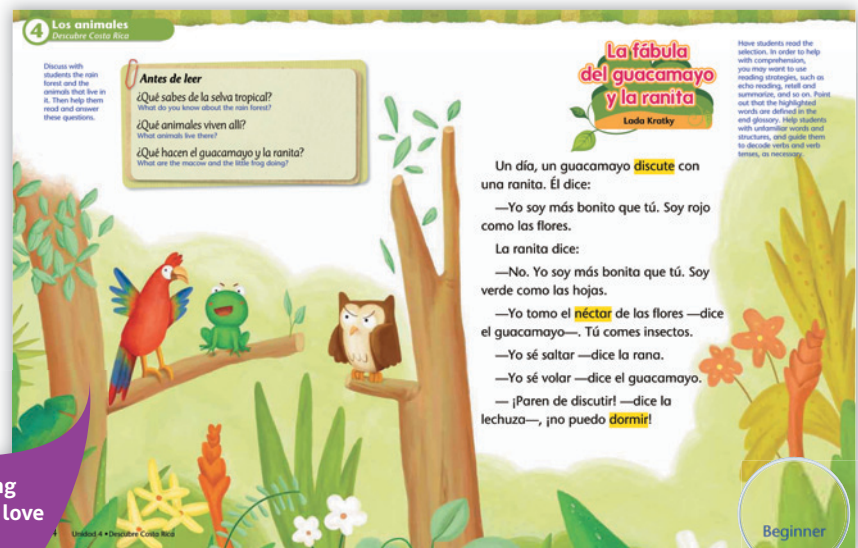 4
Los animales
Descubre Costa Rica
Discuss with
students the rain
forest and the
animals that live in
it. Then help them
read and answer
these questions.
Antes de leer
¿Qué sabes de la selva tropical?
What do you know about the rain forest?
¿Qué animales viven allí?
What animals live there?
¿Qué hacen el guacamayo y la ranita?
What are the macow and the little frog doing?
La fábula
del guacamayo
y la ranita
Lada Kratky
Have students read the
selection. In order to help
with comprehension,
you may want to use
reading strategies, such as
echo reading, retell and
summarize, and so on. Point
out that the highlighted
words are defined in the
end glossary. Help students
with unfamiliar words and
structures, and guide them
to decode verbs and verb
tenses, as necessary.
Un día, un guacamayo discute con
una ranita. Él dice:
—Yo soy más bonito que tú. Soy rojo
como las flores.
La ranita dice:
—No. Yo soy más bonita que tú. Soy
verde como las hojas.
—Yo tomo el néctar de las flores —dice
el guacamayo—. Tú comes insectos.
—Yo sé saltar —dice la rana.
—Yo sé volar —dice el guacamayo.
— ¡Paren de discutir! —dice la
lechuza—, ¡no puedo dormir!
love
4 Unidad 4 • Descubre Costa Rica
Beginner